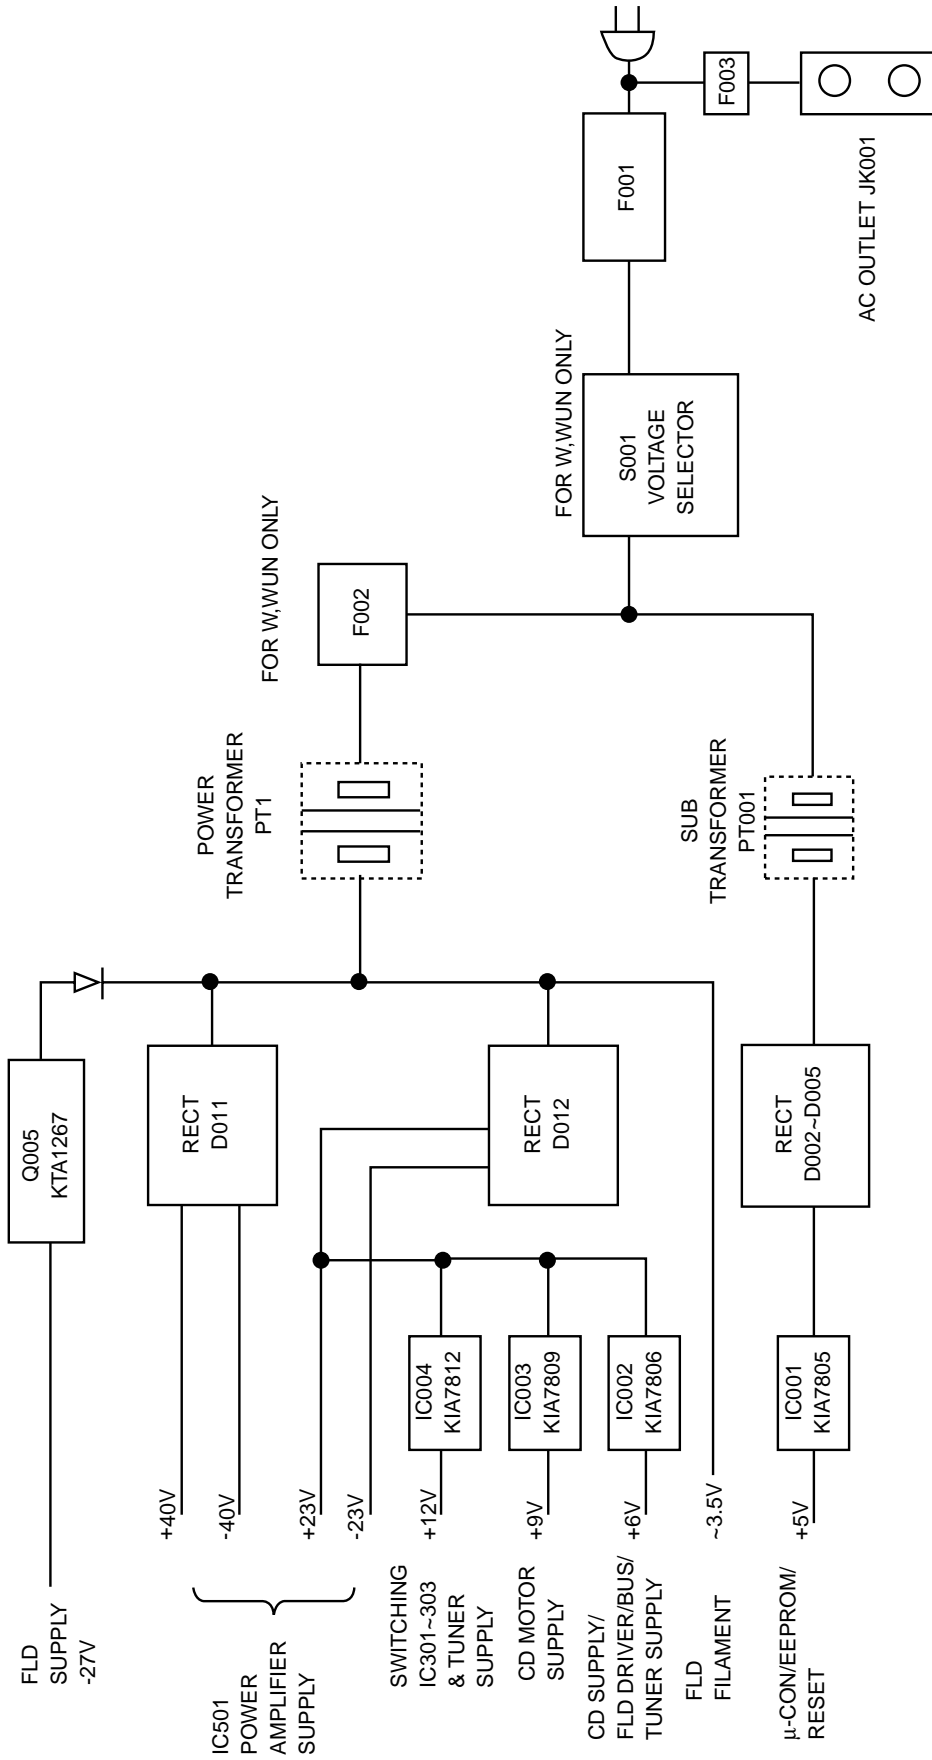 FLD
SUPPLY
-27V
Q005
KTA1267
IC501
POWER
AMPLIFIER
SUPPLY
+40V
-40V
RECT
D011
POWER
TRANSFORMER
PT1
FOR W,WUN ONLY
F002
+23V
-23V
RECT
D012
SWITCHING
IC301~303
& TUNER
SUPPLY
+12V
IC004
KIA7812
CD MOTOR
SUPPLY
+9V
IC003
KIA7809
CD SUPPLY/
FLD DRIVER/BUS/
TUNER SUPPLY
+6V
IC002
KIA7806
FLD
FILAMENT
~3.5V
FOR W,WUN ONLY
S001
VOLTAGE
SELECTOR
F001
F003
AC OUTLET JK001
SUB
TRANSFORMER
PT001
RECT
D002~D005
IC001
KIA7805
+5V
µ-CON/EEPROM/
RESET